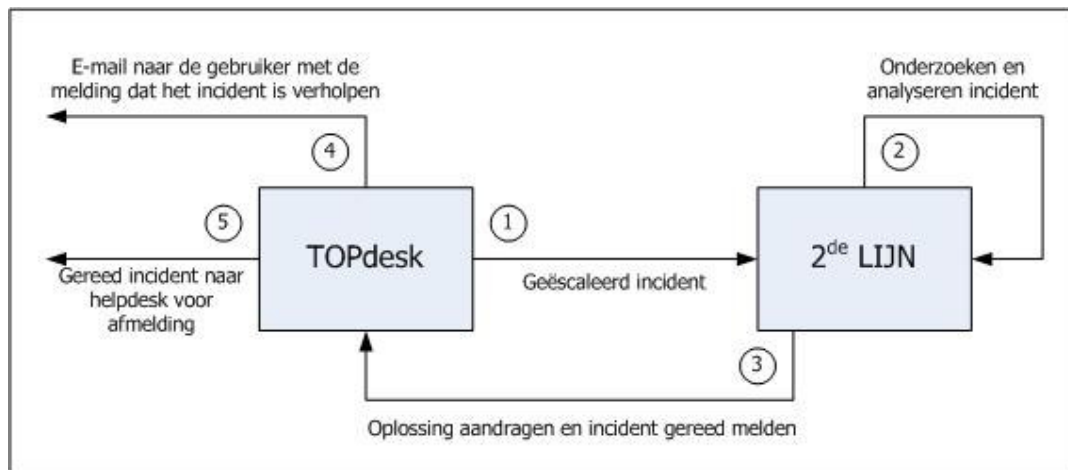 E-mail naar de gebruiker met de
melding dat het incident is verholpen
Onderzoeken en
analyseren incident
4
2
5
1
TOPdesk
2de LIJN
Gereed incident naar
helpdesk voor
afmelding
Geëscaleerd incident
3
Oplossing aandragen en incident gereed melden